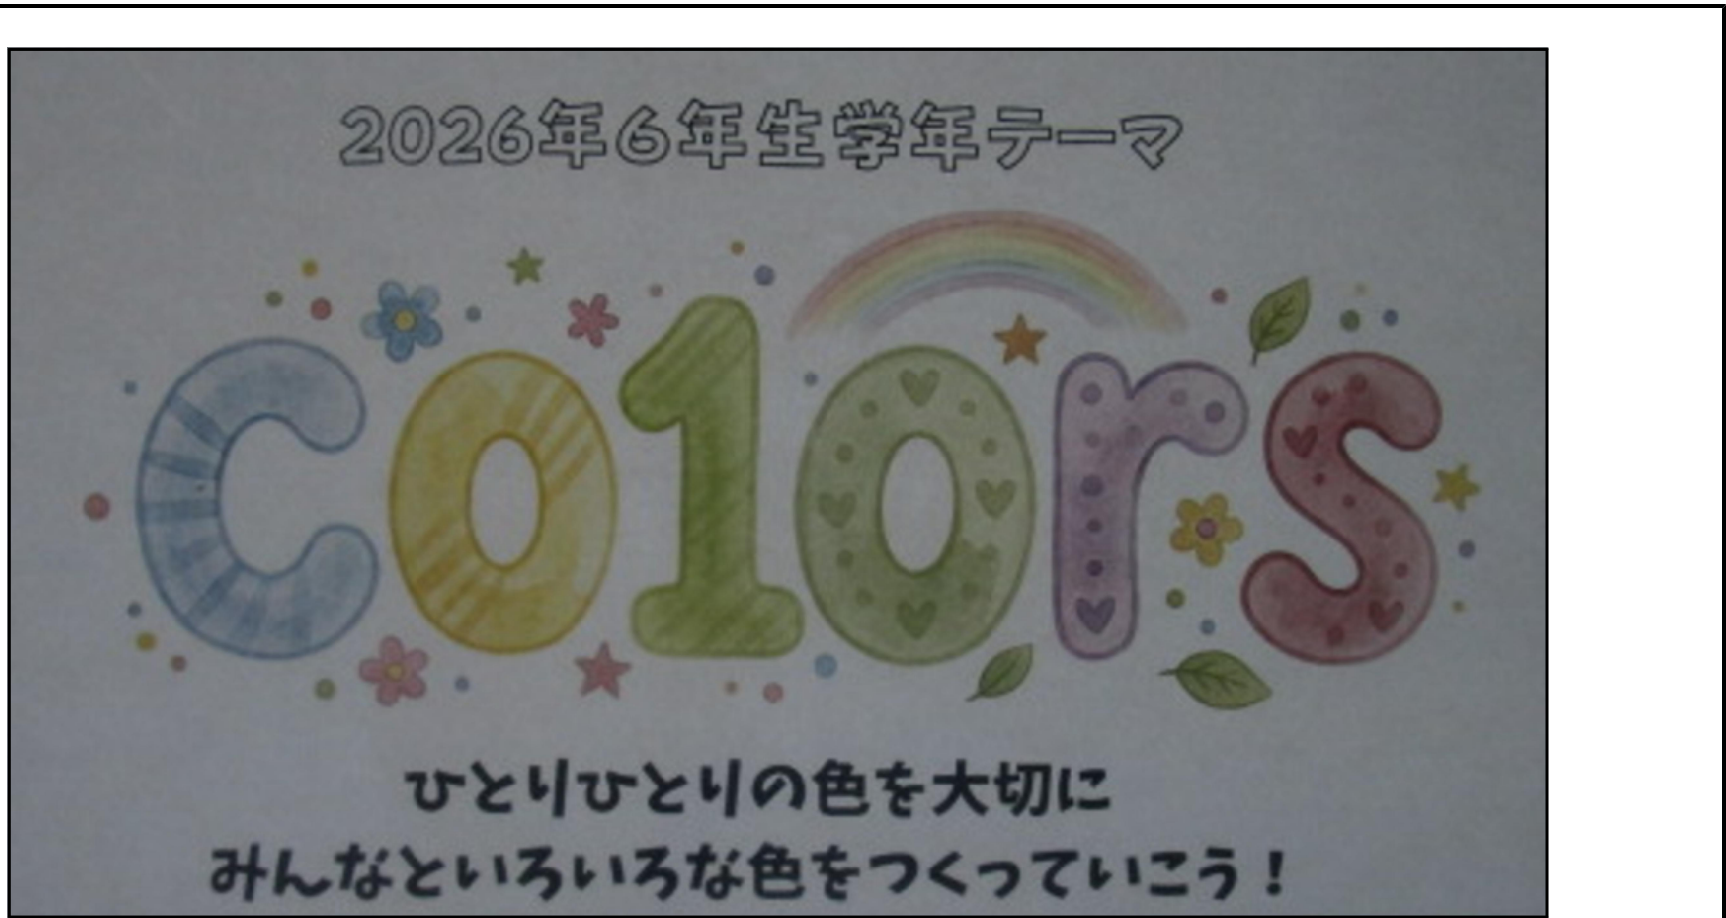 2026年6年生学年テーマ
co1ors
ひとりひとりの色を大切に
みんなといろいろな色をつくっていこう！